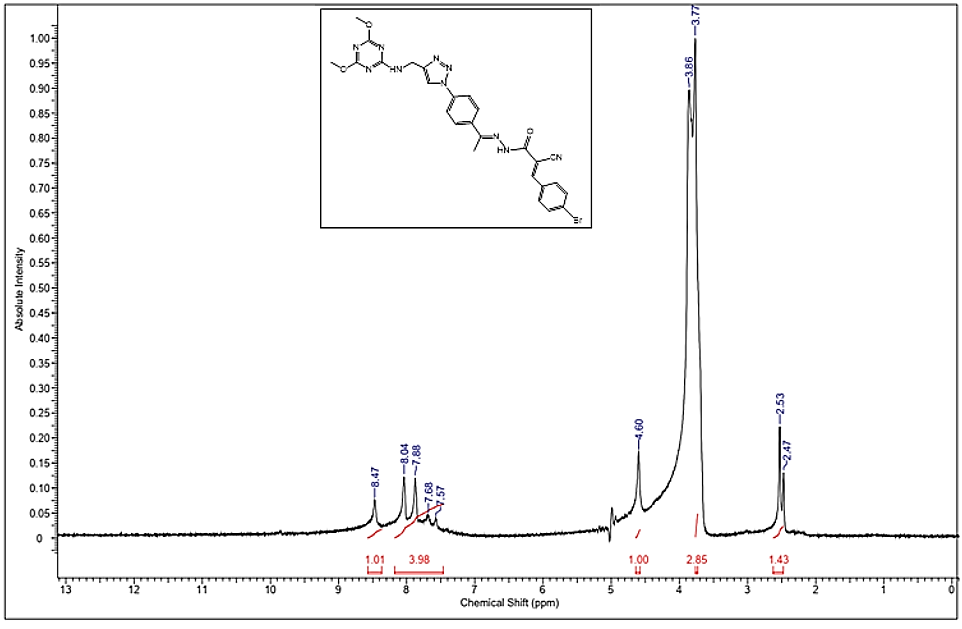 3.77
3.86
1.00
0.95
0.90
0.85
0.80
0.75
0.70
0.65
0.60
0.55
0.50
0.45
0.40
0.35
0.30
0.25
0.20
0.15
0.10
0.05
0
Absolute Intensity
O
N N
O N HN
N N
N
N
HN
O
CN
Br
8.47
8.04
7.88
7.68
7.57
4.60
2.53
2.47
1.01 3.98 1.00 2.85 1.43
13 12 11 10 9 8 7 6 5 4 3 2 1 0
Chemical Shift (ppm)